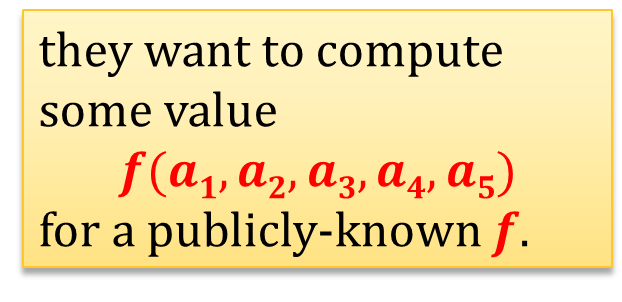 they want to compute
some value
f(a₁, a₂, a₃, a₄, a₅)
for a publicly-known f.